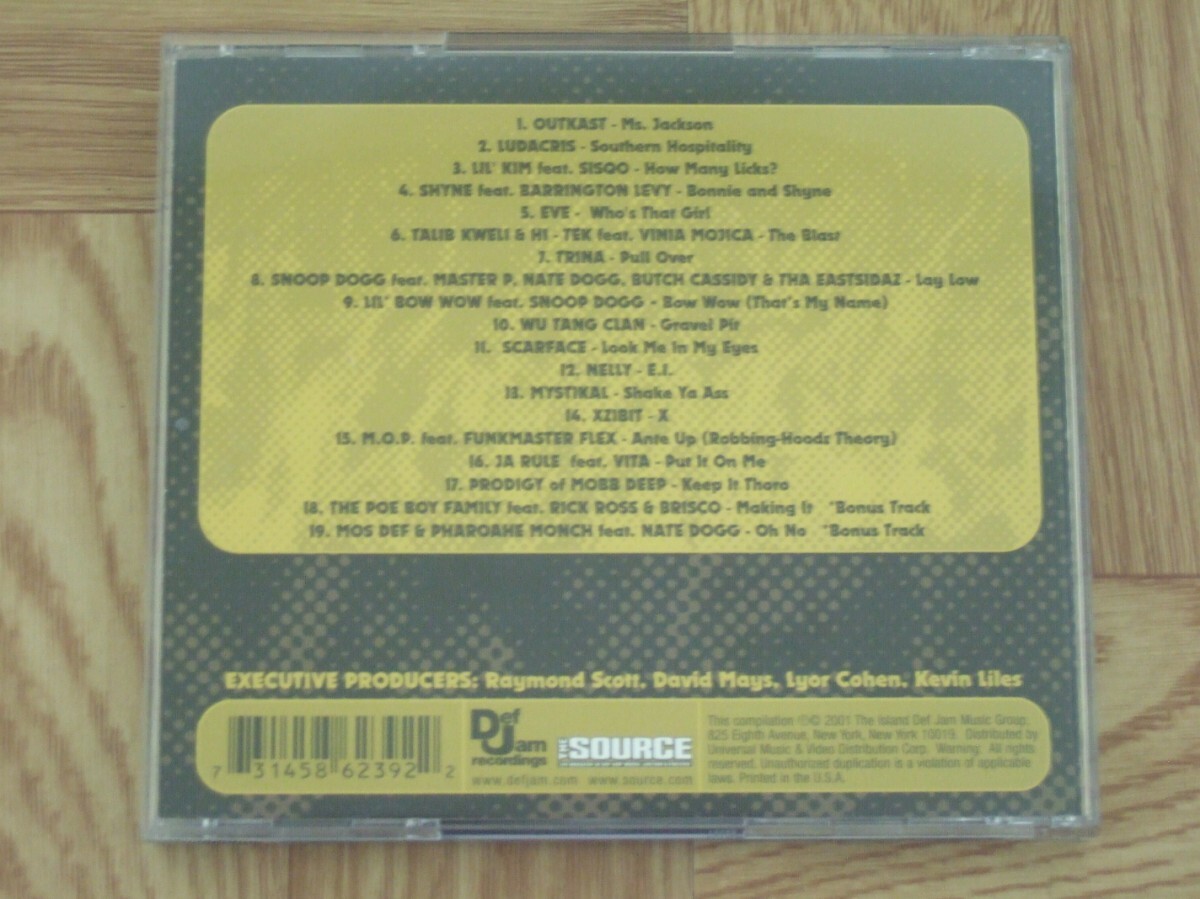 1. OUTKAST - Ms. Jackson
2. LUDACRIS - Southern Hospitality
3. LIL' KIM feat. SISQO - How Many Licks?
4. SHYNE feat. BARRINGTON LEVY - Bonnie and Shyne
5. EVE - Who's That Girl
6. TALIB KWELI & HI - TEK feat. VINIA MOJICA - The Blast
7. TRINA - Pull Over
8. SNOOP DOGG feat. MASTER P, NATE DOGG, BUTCH CASSIDY & THA EASTSIDAZ - Lay Low
9. LIL' BOW WOW feat. SNOOP DOGG - Bow Wow (That's My Name)
10. WU TANG CLAN - Gravel Pit
11. SCARFACE - Look Me In My Eyes
12. NELLY - E.I.
13. MYSTIKAL - Shake Ya Ass
14. XZIBIT - X
15. M.O.P. feat. FUNKMASTER FLEX - Ante Up (Robbing-Hoodz Theory)
16. JA RULE feat. VITA - Put It On Me
17. PRODIGY of MOBB DEEP - Keep It Thoro
18. THE POE BOY FAMILY feat. RICK ROSS & BRISCO - Making It *Bonus Track
19. MOS DEF & PHAROAHE MONCH feat. NATE DOGG - Oh No *Bonus Track
EXECUTIVE PRODUCERS: Raymond Scott, David Mays, Lyor Cohen, Kevin Liles
7 31458 62392 2
Def Jam recordings
www.defjam.com
THE SOURCE
www.source.com
This compilation ℗© 2001 The Island Def Jam Music Group,
825 Eighth Avenue, New York, New York 10019. Distributed by
Universal Music & Video Distribution Corp. Warning: All rights
reserved. Unauthorized duplication is a violation of applicable
laws. Printed in the U.S.A.